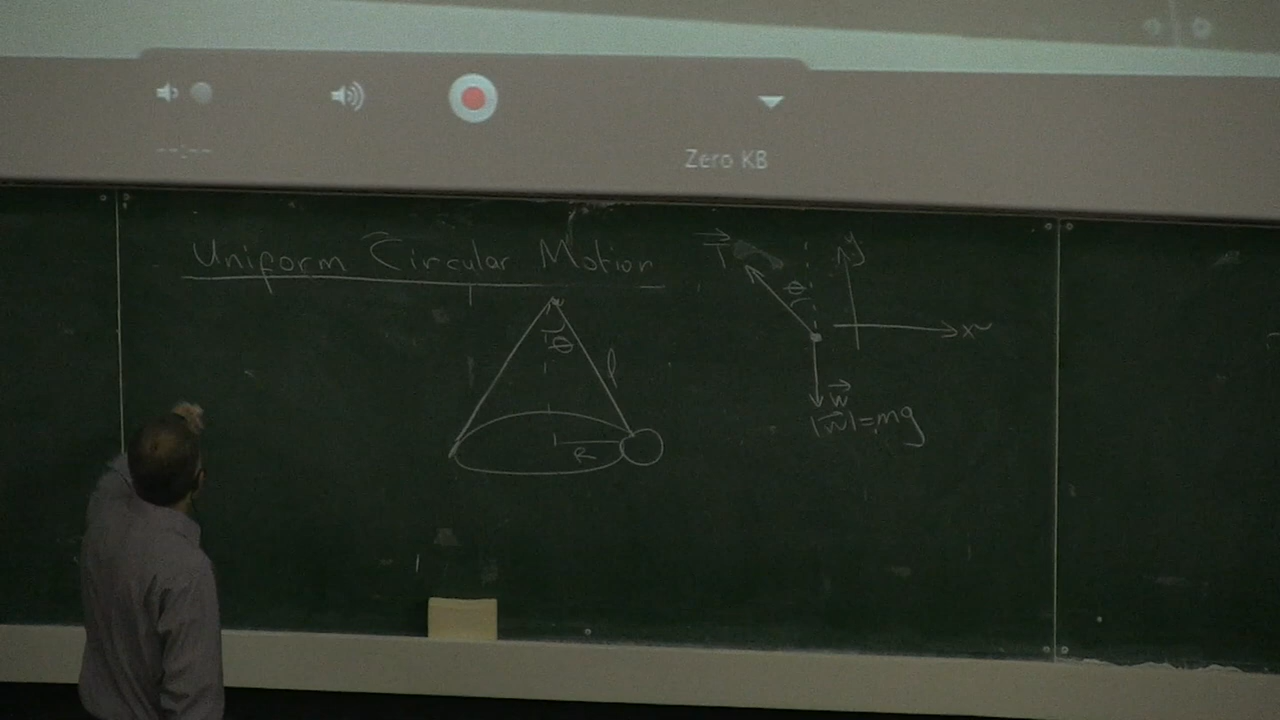 --:--
Zero KB
Uniform Circular Motion
θ
l
R
T
θ
y
x
w
|w|=mg